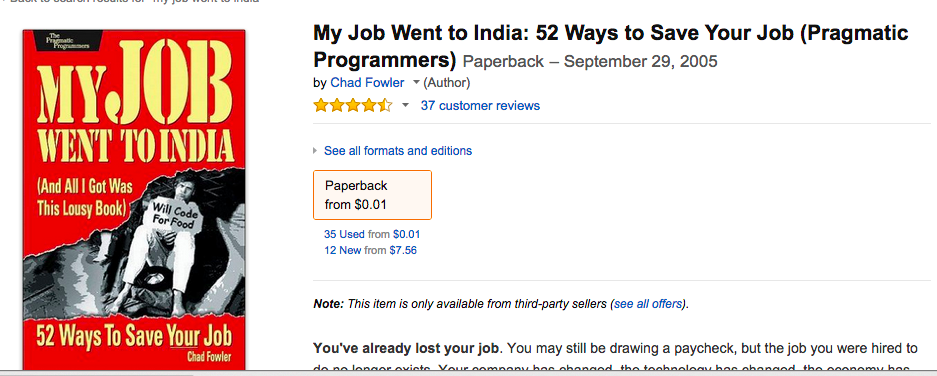 Back to search results for "my job went to india"
The
Pragmatic
Programmers
MY JOB
WENT TO INDIA
(And All I Got Was
This Lousy Book)
Will Code
For Food
52 Ways To Save Your Job
Chad Fowler
My Job Went to India: 52 Ways to Save Your Job (Pragmatic
Programmers) Paperback – September 29, 2005
by Chad Fowler (Author)
37 customer reviews
See all formats and editions
Paperback
from $0.01
35 Used from $0.01
12 New from $7.56
Note: This item is only available from third-party sellers (see all offers).
You've already lost your job. You may still be drawing a paycheck, but the job you were hired to
do no longer exists. Your company has changed, the technology has changed, the economy has